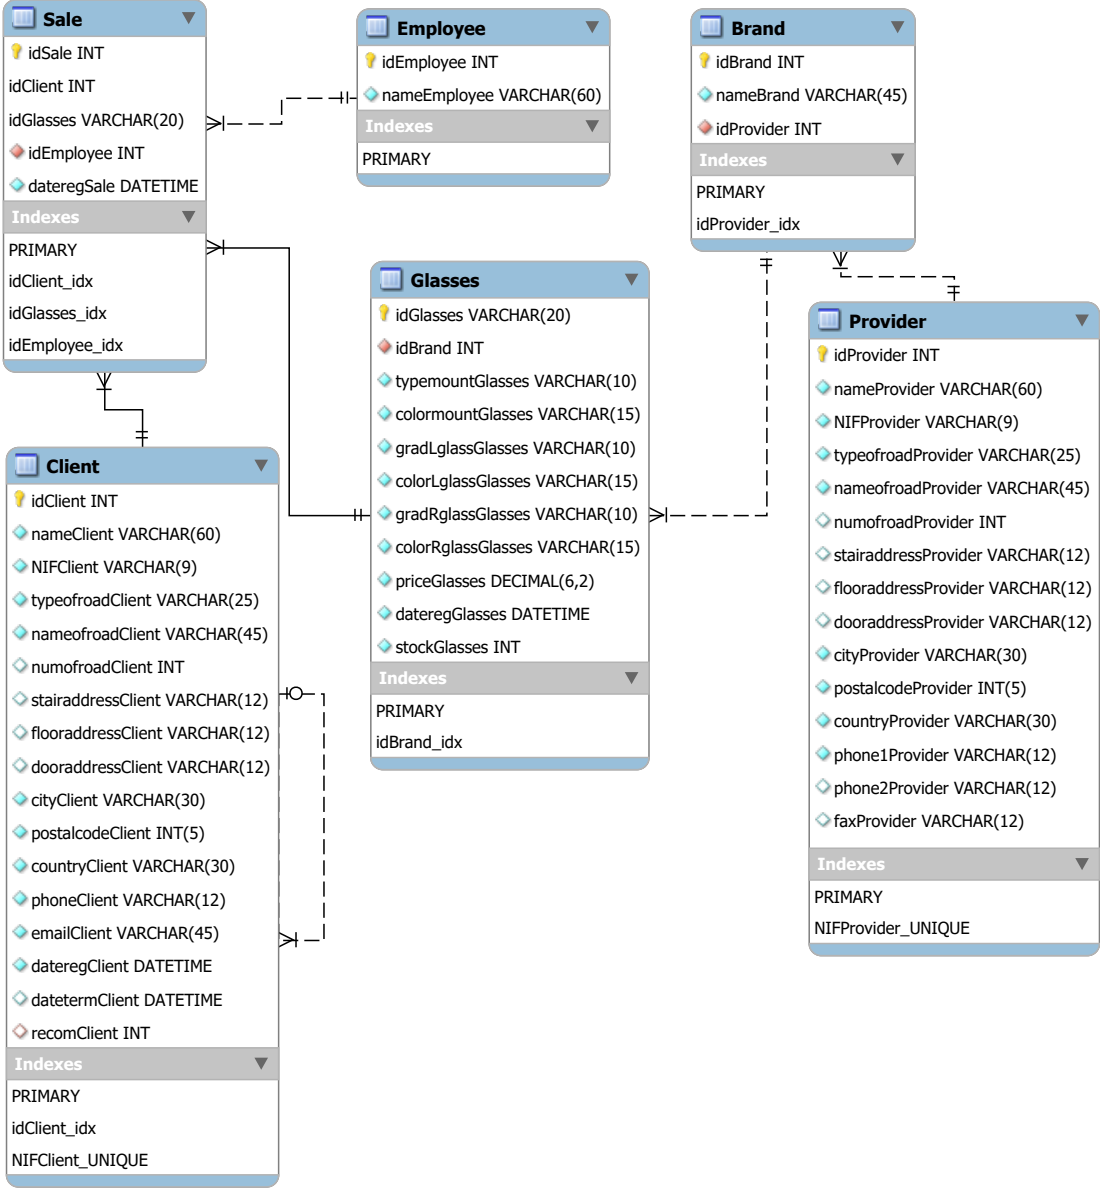 Sale
idSale INT
idClient INT
idGlasses VARCHAR(20)
idEmployee INT
dateregSale DATETIME
Indexes
PRIMARY
idClient_idx
idGlasses_idx
idEmployee_idx
Employee
idEmployee INT
nameEmployee VARCHAR(60)
Indexes
PRIMARY
Brand
idBrand INT
nameBrand VARCHAR(45)
idProvider INT
Indexes
PRIMARY
idProvider_idx
Glasses
idGlasses VARCHAR(20)
idBrand INT
typemountGlasses VARCHAR(10)
colormountGlasses VARCHAR(15)
gradLglassGlasses VARCHAR(10)
colorLglassGlasses VARCHAR(15)
gradRglassGlasses VARCHAR(10)
colorRglassGlasses VARCHAR(15)
priceGlasses DECIMAL(6,2)
dateregGlasses DATETIME
stockGlasses INT
Indexes
PRIMARY
idBrand_idx
Provider
idProvider INT
nameProvider VARCHAR(60)
NIFProvider VARCHAR(9)
typeofroadProvider VARCHAR(25)
nameofroadProvider VARCHAR(45)
numofroadProvider INT
stairaddressProvider VARCHAR(12)
flooraddressProvider VARCHAR(12)
dooraddressProvider VARCHAR(12)
cityProvider VARCHAR(30)
postalcodeProvider INT(5)
countryProvider VARCHAR(30)
phone1Provider VARCHAR(12)
phone2Provider VARCHAR(12)
faxProvider VARCHAR(12)
Indexes
PRIMARY
NIFProvider_UNIQUE
Client
idClient INT
nameClient VARCHAR(60)
NIFClient VARCHAR(9)
typeofroadClient VARCHAR(25)
nameofroadClient VARCHAR(45)
numofroadClient INT
stairaddressClient VARCHAR(12)
flooraddressClient VARCHAR(12)
dooraddressClient VARCHAR(12)
cityClient VARCHAR(30)
postalcodeClient INT(5)
countryClient VARCHAR(30)
phoneClient VARCHAR(12)
emailClient VARCHAR(45)
dateregClient DATETIME
datetermClient DATETIME
recomClient INT
Indexes
PRIMARY
idClient_idx
NIFClient_UNIQUE